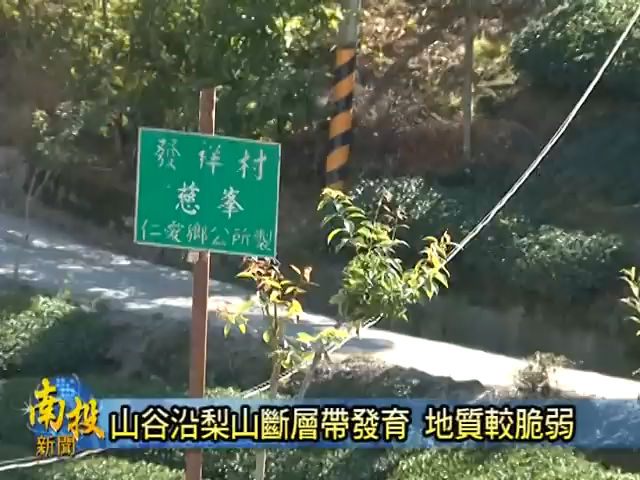 發祥村
慈峯
仁愛鄉公所製
南投
新聞
山谷沿梨山斷層帶發育 地質較脆弱